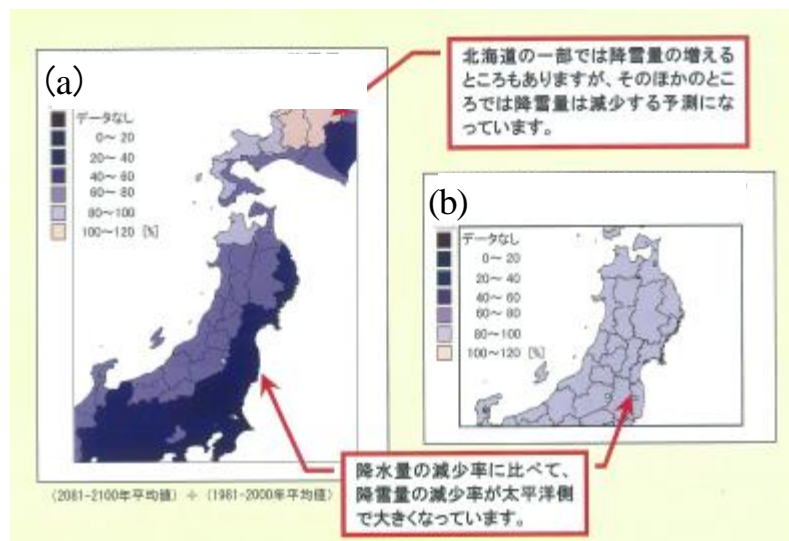 北海道の一部では降雪量の増える
ところもありますが、そのほかのとこ
ろでは降雪量は減少する予測にな
っています。
(a)
データなし
0～20
20～40
40～60
60～80
80～100
100～120 [%]
(b)
データなし
0～20
20～40
40～60
60～80
80～100
100～120 [%]
降水量の減少率に比べて、
降雪量の減少率が太平洋側
で大きくなっています。
(2081-2100年平均値) ÷ (1981-2000年平均値)